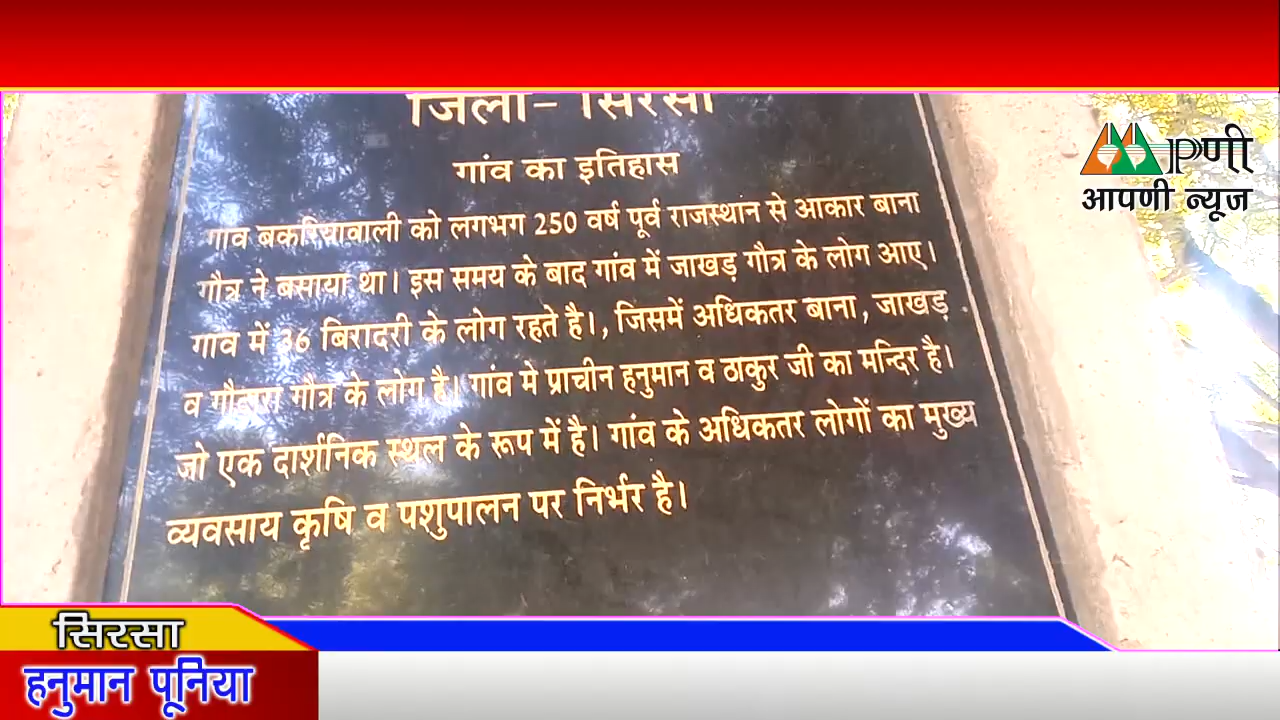 जिला- सिरसा
गांव का इतिहास
गांव बकरियावाली को लगभग 250 वर्ष पूर्व राजस्थान से आकार बाना
गौत्र ने बसाया था। इस समय के बाद गांव में जाखड़ गौत्र के लोग आए।
गांव में 36 बिरादरी के लोग रहते है।, जिसमें अधिकतर बाना, जाखड़
व गौत्र के लोग है। गांव मे प्राचीन हनुमान व ठाकुर जी का मन्दिर है।
जो एक दार्शनिक स्थल के रूप में है। गांव के अधिकतर लोगों का मुख्य
व्यवसाय कृषि व पशुपालन पर निर्भर है।
Pणी
आपणी न्यूज
सिरसा
हनुमान पूनिया